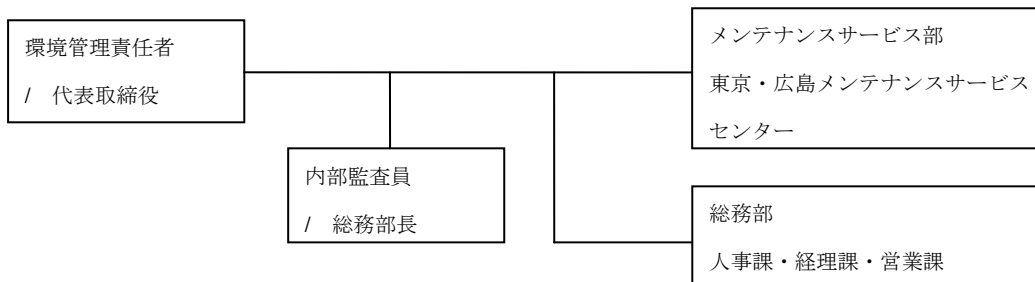 環境管理責任者
/　代表取締役
メンテナンスサービス部
東京・広島メンテナンスサービス
センター
内部監査員
/　総務部長
総務部
人事課・経理課・営業課